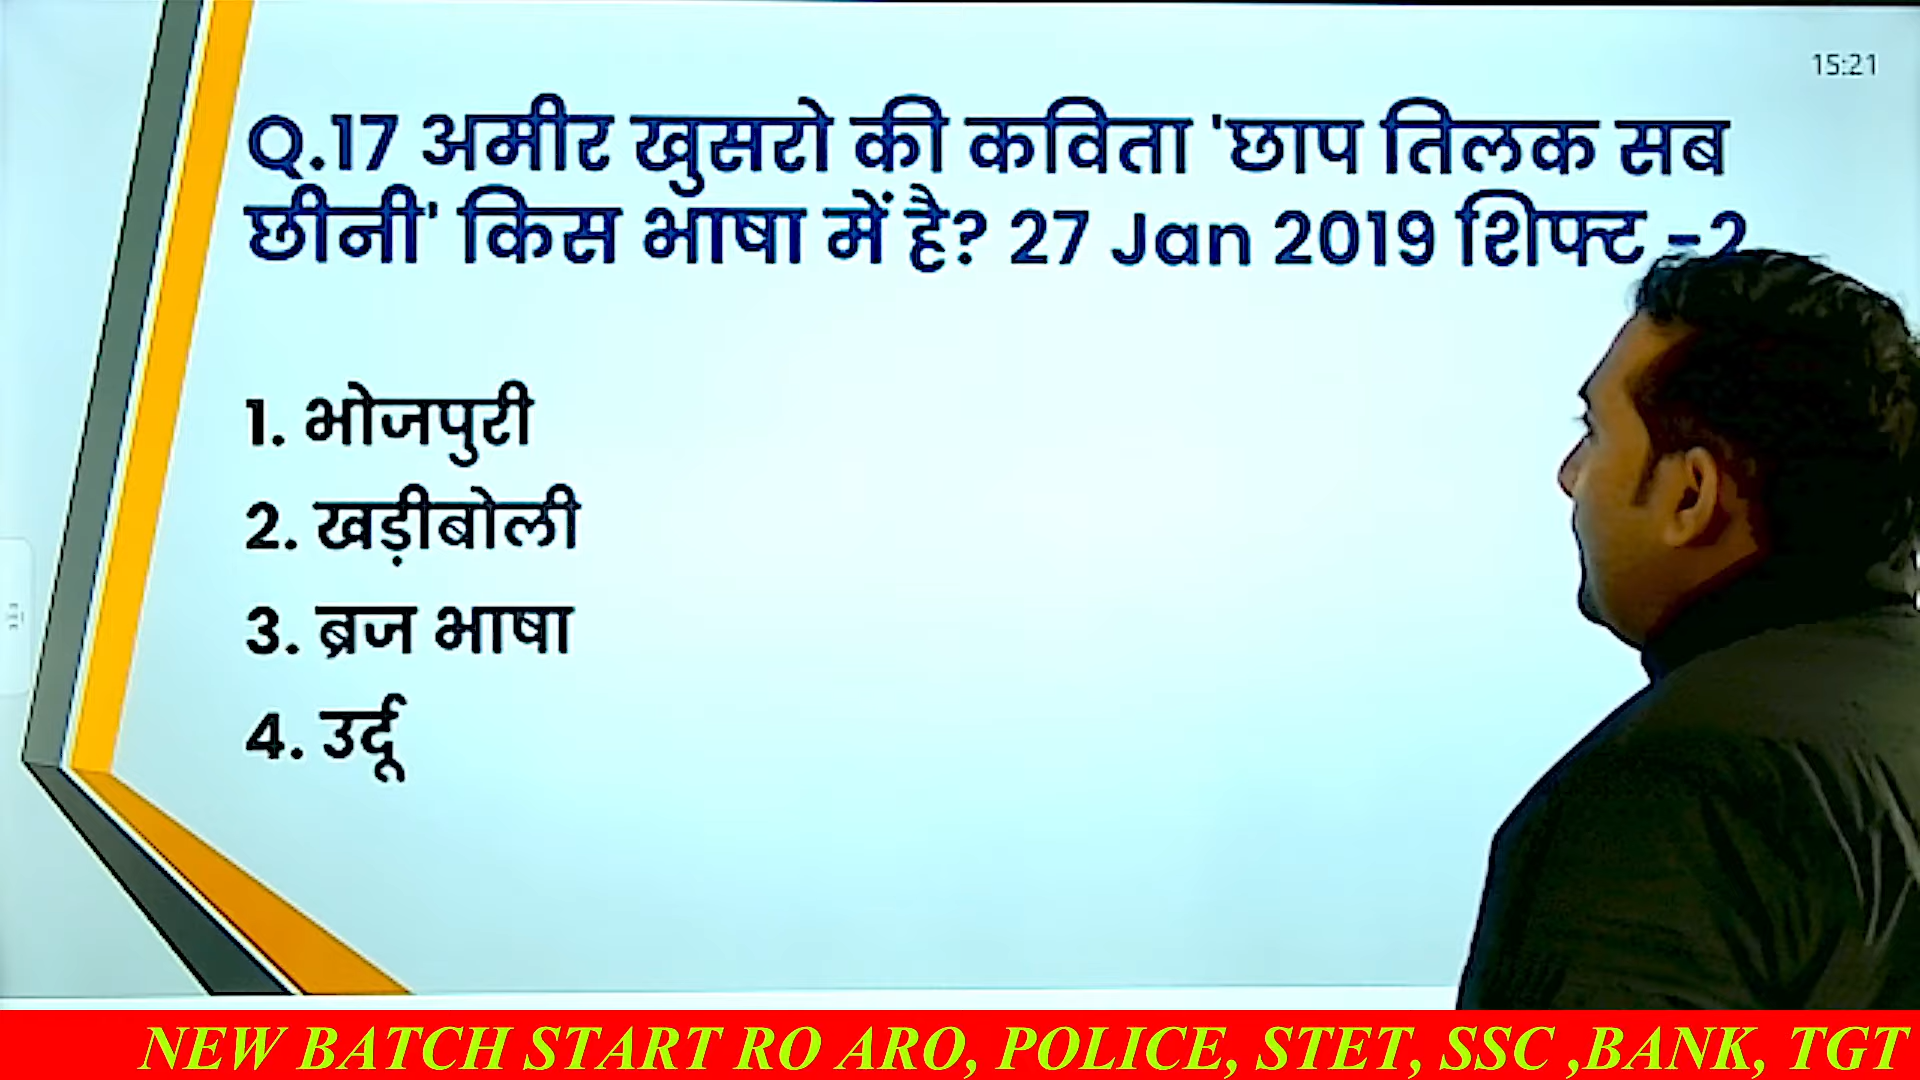 15:21
Q.17 अमीर खुसरो की कविता 'छाप तिलक सब
छीनी' किस भाषा में है? 27 Jan 2019 शिफ्ट -2
1. भोजपुरी
2. खड़ीबोली
3. ब्रज भाषा
4. उर्दू
NEW BATCH START RO ARO, POLICE, STET, SSC ,BANK, TGT